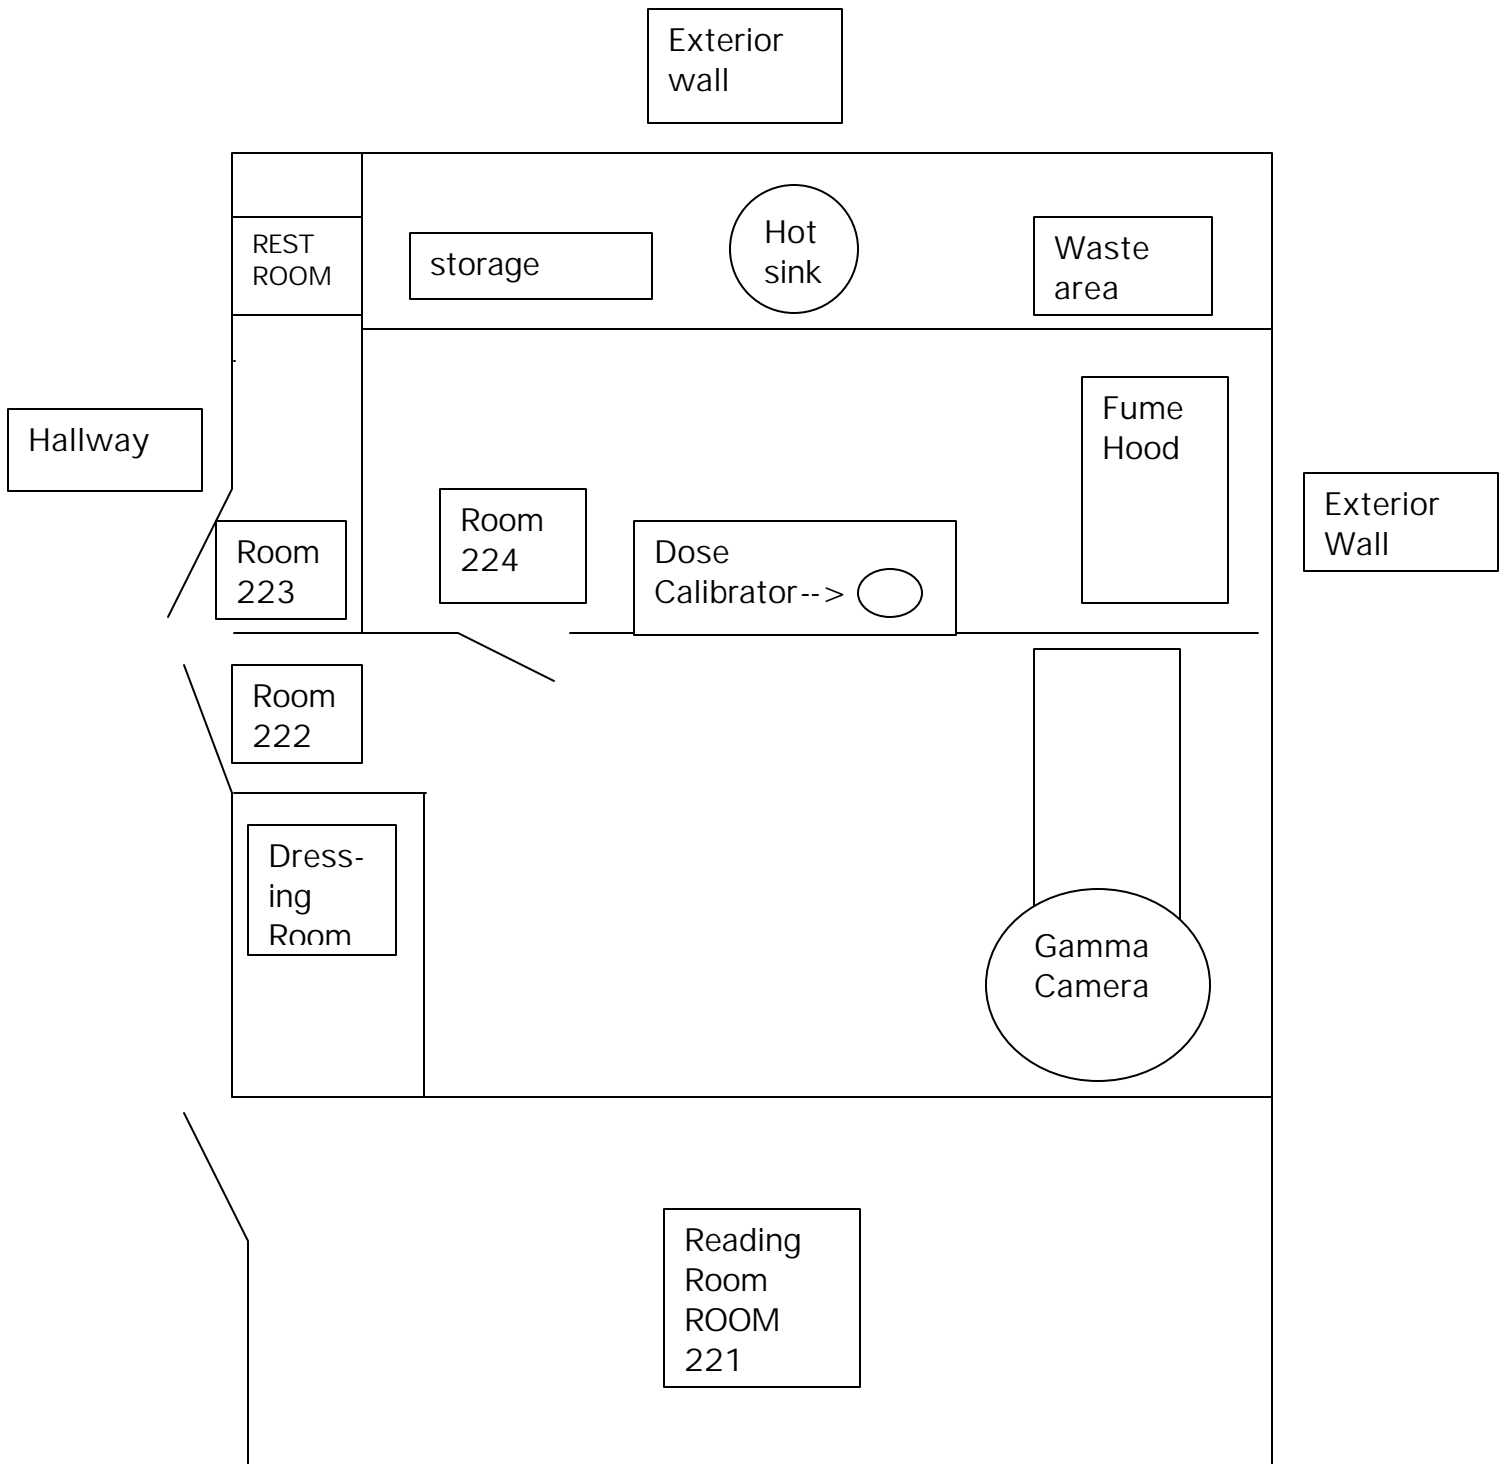 Exterior
wall
REST
ROOM
storage
Hot
sink
Waste
area
Hallway
Fume
Hood
Exterior
Wall
Room
223
Room
224
Dose
Calibrator-->
Room
222
Dress-
ing
Room
Gamma
Camera
Reading
Room
ROOM
221